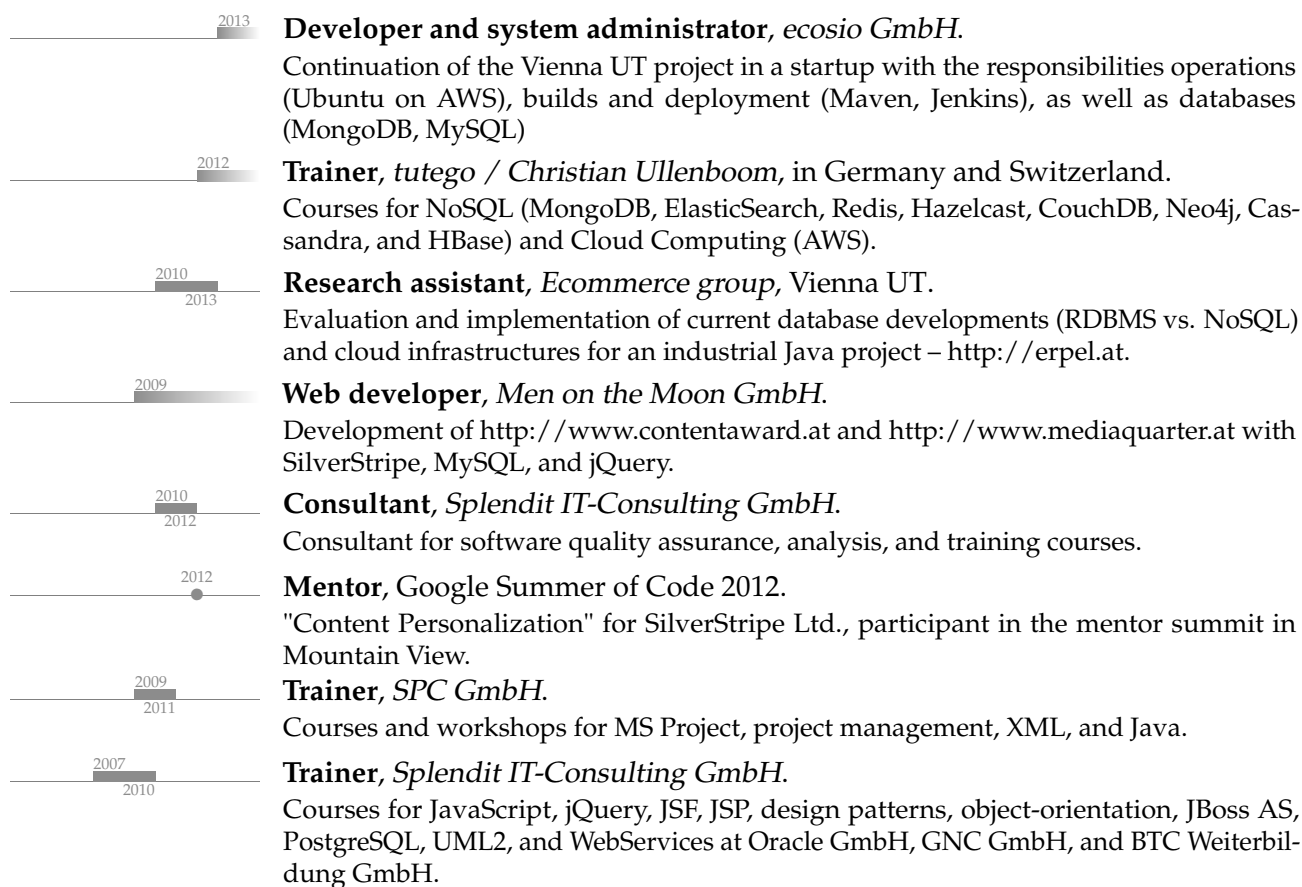 2013
Developer and system administrator, ecosio GmbH.
Continuation of the Vienna UT project in a startup with the responsibilities operations
(Ubuntu on AWS), builds and deployment (Maven, Jenkins), as well as databases
(MongoDB, MySQL)
2012
Trainer, tutego / Christian Ullenboom, in Germany and Switzerland.
Courses for NoSQL (MongoDB, ElasticSearch, Redis, Hazelcast, CouchDB, Neo4j, Cas-
sandra, and HBase) and Cloud Computing (AWS).
2010
Research assistant, Ecommerce group, Vienna UT.
2013
Evaluation and implementation of current database developments (RDBMS vs. NoSQL)
and cloud infrastructures for an industrial Java project – http://erpel.at.
2009
Web developer, Men on the Moon GmbH.
Development of http://www.contentaward.at and http://www.mediaquarter.at with
SilverStripe, MySQL, and jQuery.
2010
Consultant, Splendit IT-Consulting GmbH.
2012
Consultant for software quality assurance, analysis, and training courses.
2012
Mentor, Google Summer of Code 2012.
"Content Personalization" for SilverStripe Ltd., participant in the mentor summit in
Mountain View.
2009
Trainer, SPC GmbH.
2011
Courses and workshops for MS Project, project management, XML, and Java.
2007
Trainer, Splendit IT-Consulting GmbH.
2010
Courses for JavaScript, jQuery, JSF, JSP, design patterns, object-orientation, JBoss AS,
PostgreSQL, UML2, and WebServices at Oracle GmbH, GNC GmbH, and BTC Weiterbil-
dung GmbH.